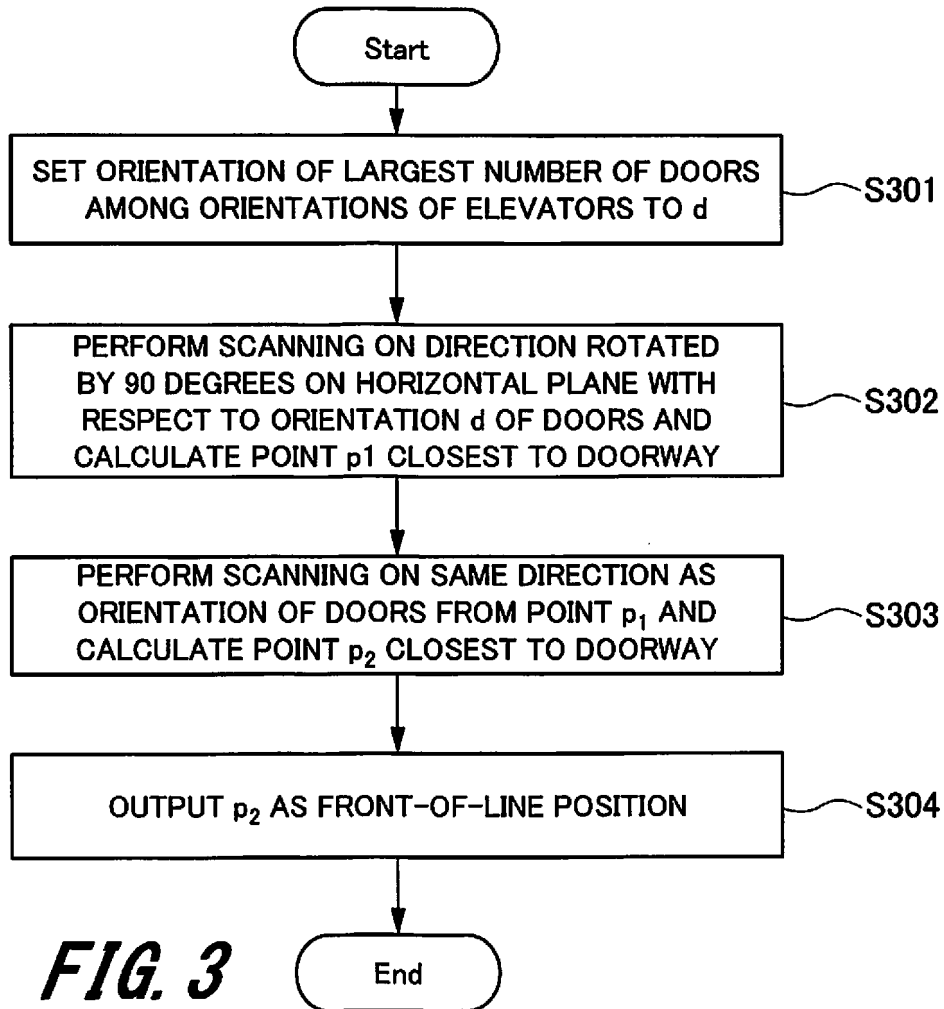 Start
SET ORIENTATION OF LARGEST NUMBER OF DOORS
AMONG ORIENTATIONS OF ELEVATORS TO d
S301
PERFORM SCANNING ON DIRECTION ROTATED
BY 90 DEGREES ON HORIZONTAL PLANE WITH
RESPECT TO ORIENTATION d OF DOORS AND
CALCULATE POINT p1 CLOSEST TO DOORWAY
S302
PERFORM SCANNING ON SAME DIRECTION AS
ORIENTATION OF DOORS FROM POINT p₁ AND
CALCULATE POINT p₂ CLOSEST TO DOORWAY
S303
OUTPUT p₂ AS FRONT-OF-LINE POSITION
S304
End
FIG. 3